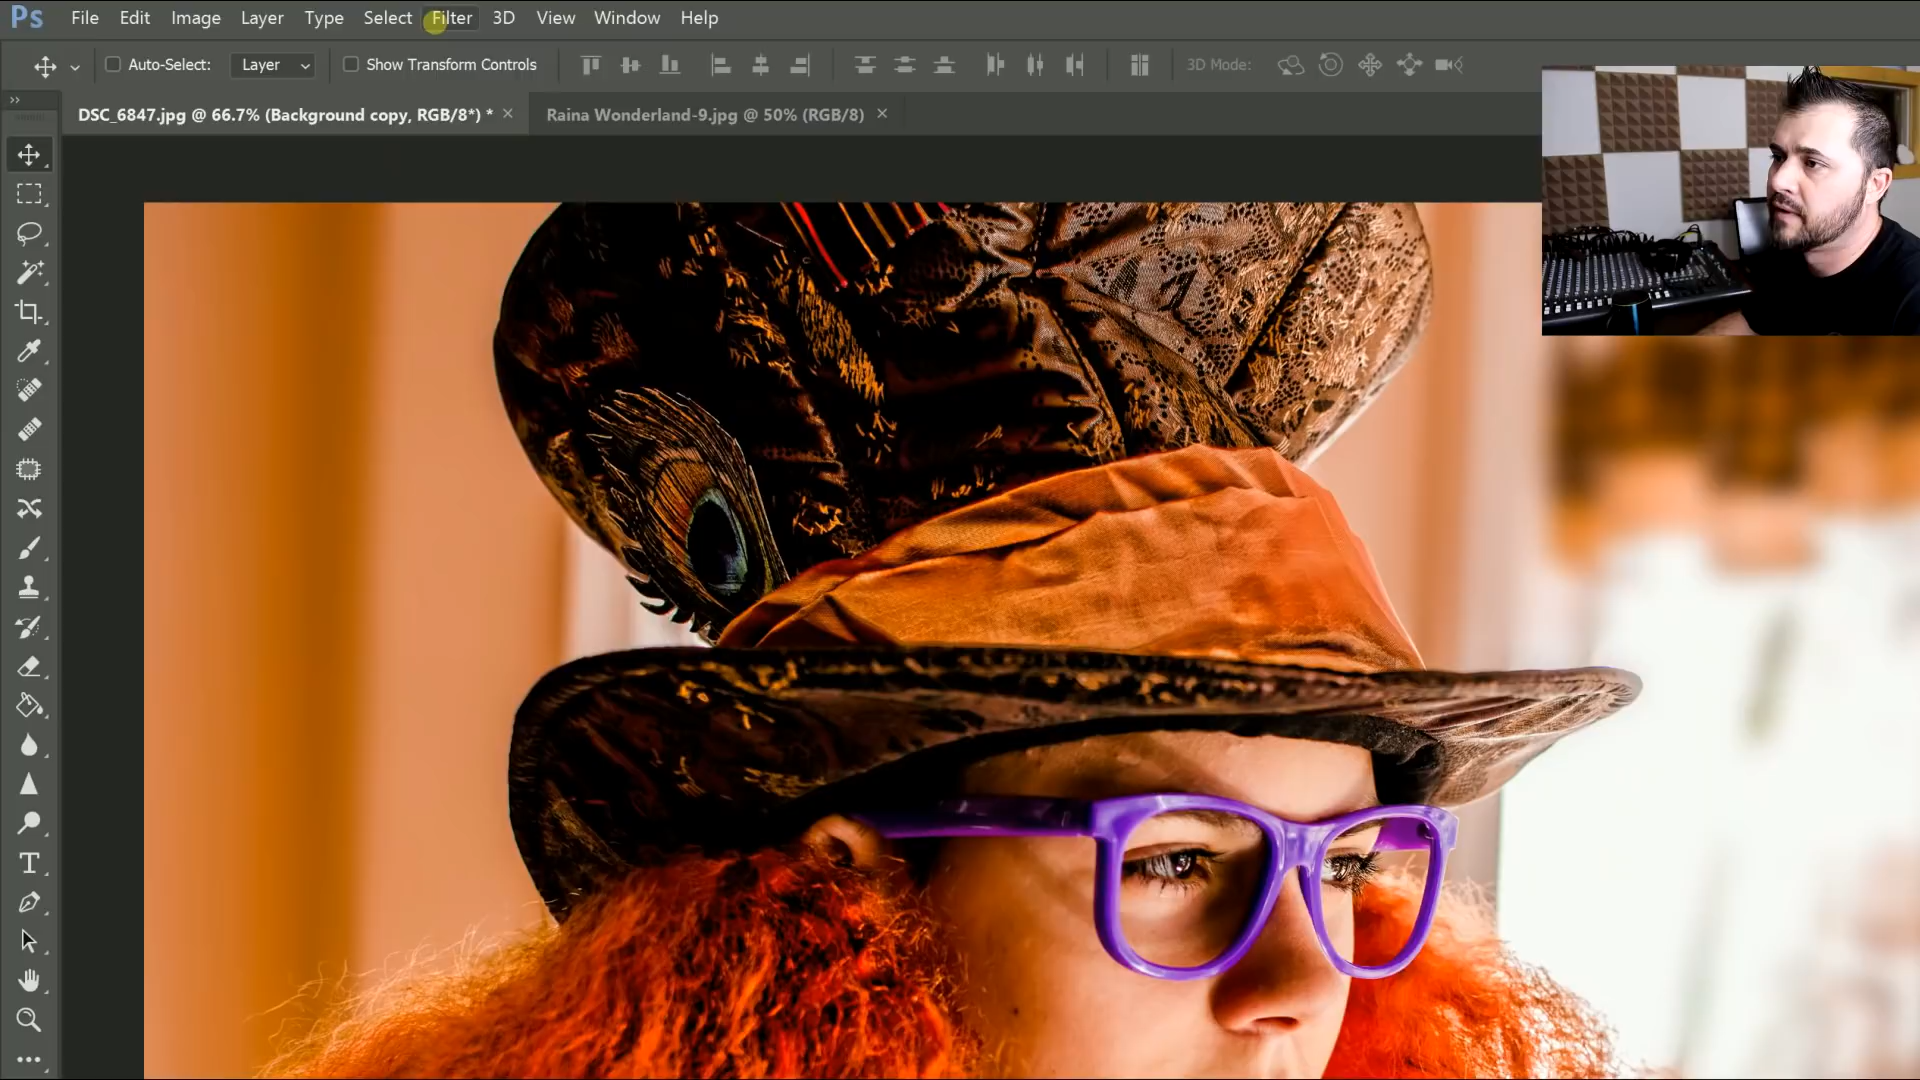 Ps File Edit Image Layer Type Select Filter 3D View Window Help
Auto-Select: Layer Show Transform Controls 3D Mode:
DSC_6847.jpg @ 66.7% (Background copy, RGB/8*) * × Raina Wonderland-9.jpg @ 50% (RGB/8) ×